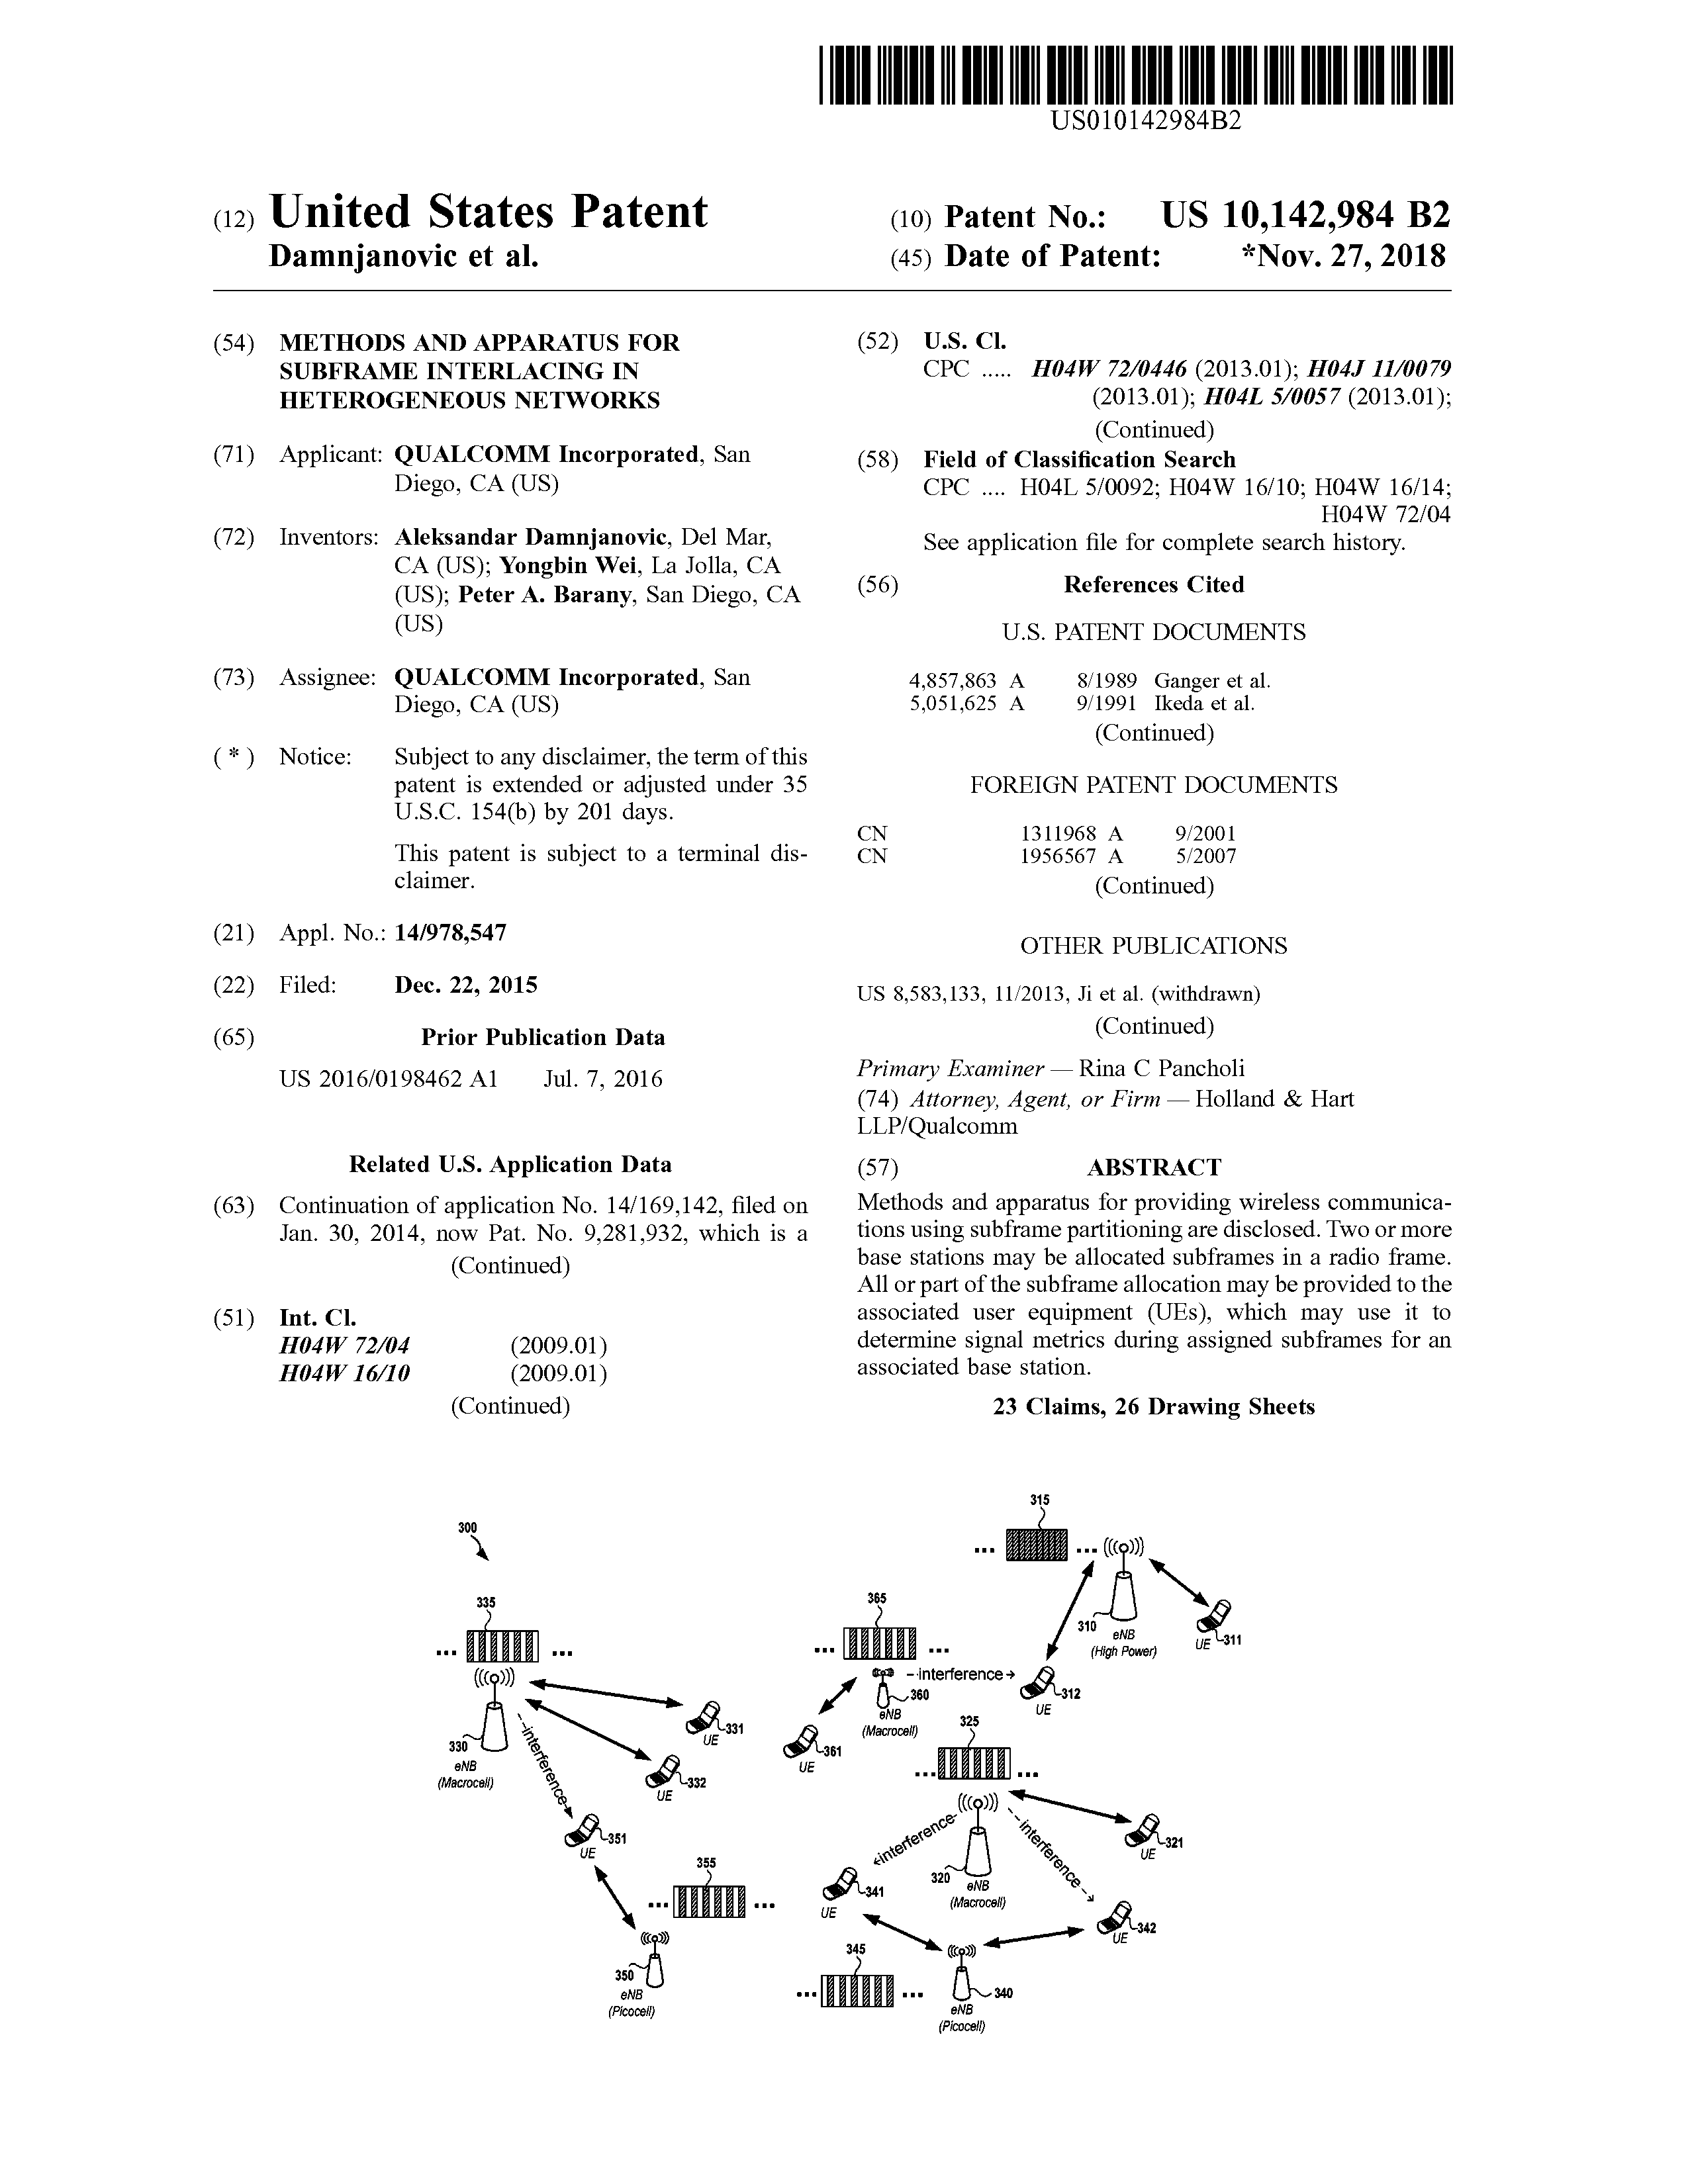 US010142984B2
(12) United States Patent
Damnjanovic et al.
(10) Patent No.: US 10,142,984 B2
(45) Date of Patent: *Nov. 27, 2018
(54) METHODS AND APPARATUS FOR
SUBFRAME INTERLACING IN
HETEROGENEOUS NETWORKS
(71) Applicant: QUALCOMM Incorporated, San
Diego, CA (US)
(72) Inventors: Aleksandar Damnjanovic, Del Mar,
CA (US); Yongbin Wei, La Jolla, CA
(US); Peter A. Barany, San Diego, CA
(US)
(73) Assignee: QUALCOMM Incorporated, San
Diego, CA (US)
( * ) Notice: Subject to any disclaimer, the term of this
patent is extended or adjusted under 35
U.S.C. 154(b) by 201 days.
This patent is subject to a terminal dis-
claimer.
(21) Appl. No.: 14/978,547
(22) Filed: Dec. 22, 2015
(65) Prior Publication Data
US 2016/0198462 A1 Jul. 7, 2016
Related U.S. Application Data
(63) Continuation of application No. 14/169,142, filed on
Jan. 30, 2014, now Pat. No. 9,281,932, which is a
(Continued)
(51) Int. Cl.
H04W 72/04 (2009.01)
H04W 16/10 (2009.01)
(Continued)
(52) U.S. Cl.
CPC ..... H04W 72/0446 (2013.01); H04J 11/0079
(2013.01); H04L 5/0057 (2013.01);
(Continued)
(58) Field of Classification Search
CPC .... H04L 5/0092; H04W 16/10; H04W 16/14;
H04W 72/04
See application file for complete search history.
(56) References Cited
U.S. PATENT DOCUMENTS
4,857,863 A 8/1989 Ganger et al.
5,051,625 A 9/1991 Ikeda et al.
(Continued)
FOREIGN PATENT DOCUMENTS
CN 1311968 A 9/2001
CN 1956567 A 5/2007
(Continued)
OTHER PUBLICATIONS
US 8,583,133, 11/2013, Ji et al. (withdrawn)
(Continued)
Primary Examiner — Rina C Pancholi
(74) Attorney, Agent, or Firm — Holland & Hart
LLP/Qualcomm
(57) ABSTRACT
Methods and apparatus for providing wireless communica-
tions using subframe partitioning are disclosed. Two or more
base stations may be allocated subframes in a radio frame.
All or part of the subframe allocation may be provided to the
associated user equipment (UEs), which may use it to
determine signal metrics during assigned subframes for an
associated base station.
23 Claims, 26 Drawing Sheets
300
315
... ...
310
eNB
(High Power)
UE 311
335
... ...
365
... ...
interference
360
eNB
(Macrocell)
312
UE
330
eNB
(Macrocell)
interference
331
UE
332
UE
361
UE
325
... ...
interference
interference
320
eNB
(Macrocell)
321
UE
351
UE
355
... ...
341
UE
342
UE
350
eNB
(Picocell)
345
... ...
340
eNB
(Picocell)